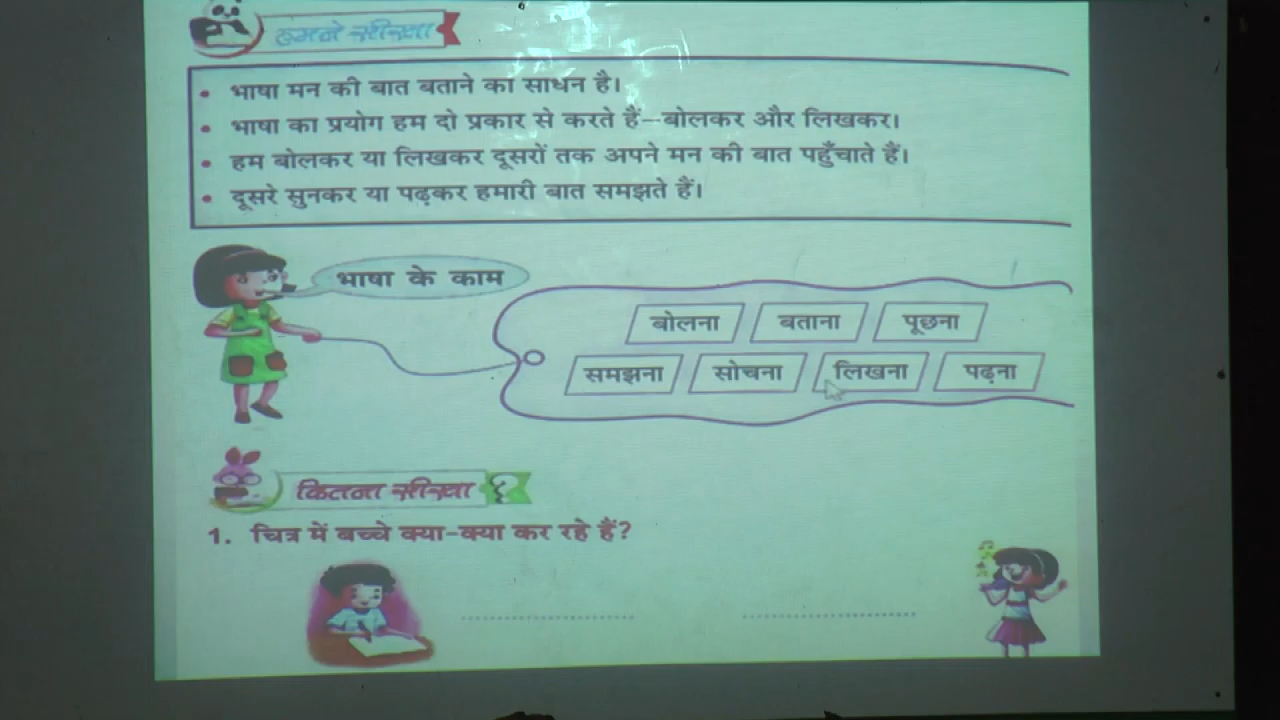 हमने सीखा
• भाषा मन की बात बताने का साधन है।
• भाषा का प्रयोग हम दो प्रकार से करते हैं—बोलकर और लिखकर।
• हम बोलकर या लिखकर दूसरों तक अपने मन की बात पहुँचाते हैं।
• दूसरे सुनकर या पढ़कर हमारी बात समझते हैं।
भाषा के काम
बोलना बताना पूछना
समझना सोचना लिखना पढ़ना
कितना सीखा ?
1. चित्र में बच्चे क्या-क्या कर रहे हैं?